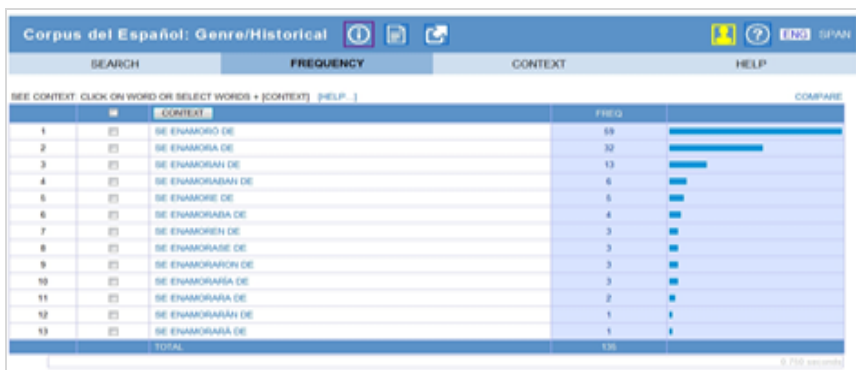 Corpus del Español: Genre/Historical ENG SPAN
SEARCH FREQUENCY CONTEXT HELP
SEE CONTEXT: CLICK ON WORD OR SELECT WORDS + [CONTEXT] [HELP...] COMPARE
CONTEXT FREQ
1 SE ENAMORÓ DE 59
2 SE ENAMORA DE 32
3 SE ENAMORAN DE 13
4 SE ENAMORABAN DE 6
5 SE ENAMORE DE 5
6 SE ENAMORABA DE 4
7 SE ENAMOREN DE 3
8 SE ENAMORASE DE 3
9 SE ENAMORARON DE 3
10 SE ENAMORARÍA DE 3
11 SE ENAMORARA DE 2
12 SE ENAMORARÁN DE 1
13 SE ENAMORARÁ DE 1
TOTAL 135
0.750 seconds